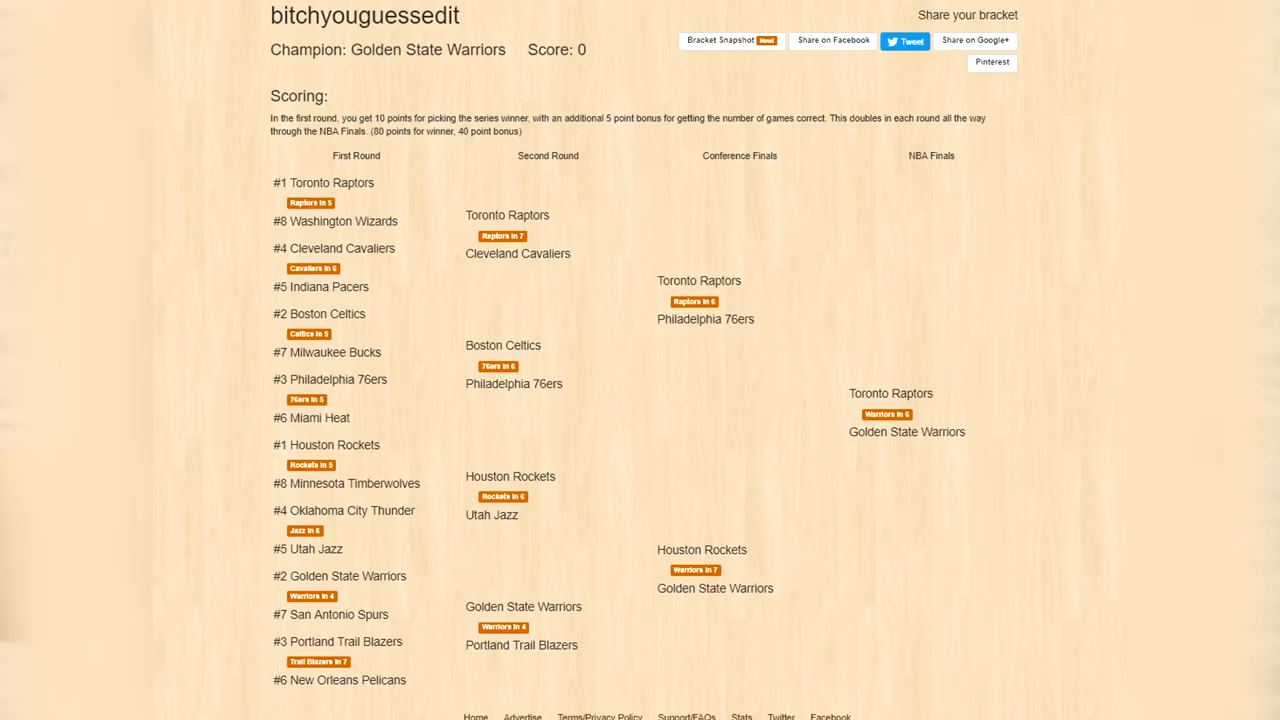 bitchyouguessedit
Share your bracket
Champion: Golden State Warriors Score: 0
Bracket Snapshot New! Share on Facebook Tweet Share on Google+
Pinterest
Scoring:
In the first round, you get 10 points for picking the series winner, with an additional 5 point bonus for getting the number of games correct. This doubles in each round all the way
through the NBA Finals. (80 points for winner, 40 point bonus)
First Round Second Round Conference Finals NBA Finals
#1 Toronto Raptors
Raptors in 5
#8 Washington Wizards
#4 Cleveland Cavaliers
Cavaliers in 6
#5 Indiana Pacers
#2 Boston Celtics
Celtics in 5
#7 Milwaukee Bucks
#3 Philadelphia 76ers
76ers in 5
#6 Miami Heat
#1 Houston Rockets
Rockets in 5
#8 Minnesota Timberwolves
#4 Oklahoma City Thunder
Jazz in 6
#5 Utah Jazz
#2 Golden State Warriors
Warriors in 4
#7 San Antonio Spurs
#3 Portland Trail Blazers
Trail Blazers in 7
#6 New Orleans Pelicans
Toronto Raptors
Raptors in 7
Cleveland Cavaliers
Boston Celtics
76ers in 6
Philadelphia 76ers
Houston Rockets
Rockets in 6
Utah Jazz
Golden State Warriors
Warriors in 4
Portland Trail Blazers
Toronto Raptors
Raptors in 6
Philadelphia 76ers
Houston Rockets
Warriors in 7
Golden State Warriors
Toronto Raptors
Warriors in 6
Golden State Warriors
Home Advertise Terms/Privacy Policy Support/FAQs Stats Twitter Facebook